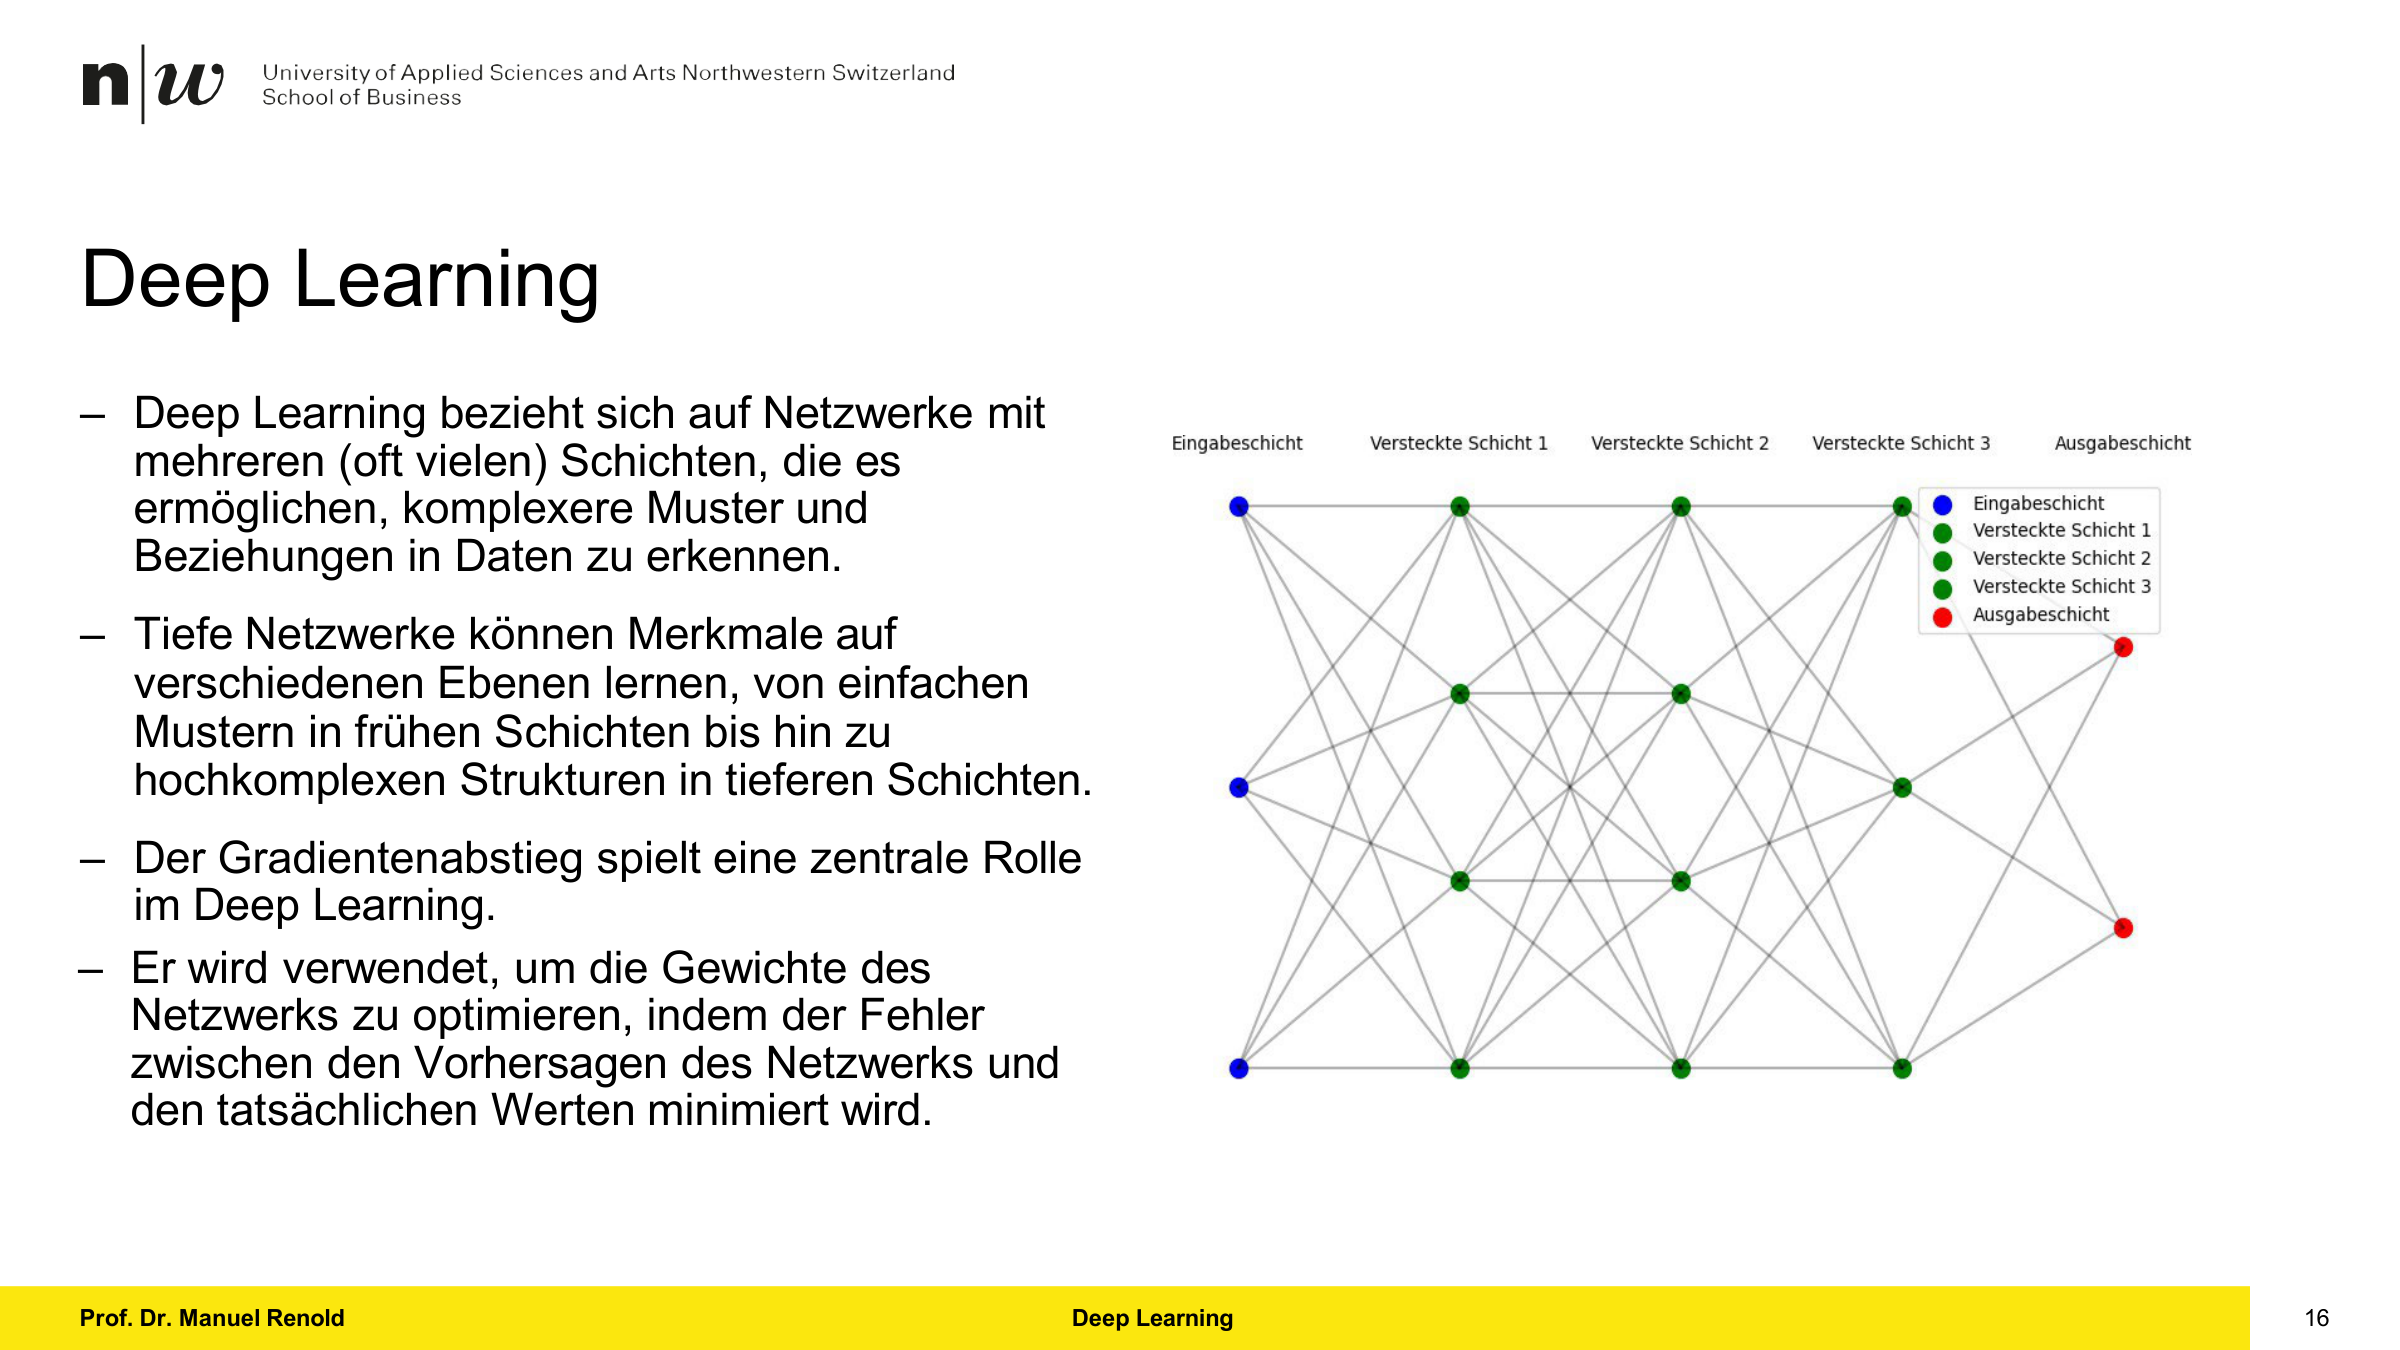 n|w
University of Applied Sciences and Arts Northwestern Switzerland
School of Business
Deep Learning
– Deep Learning bezieht sich auf Netzwerke mit
mehreren (oft vielen) Schichten, die es
ermöglichen, komplexere Muster und
Beziehungen in Daten zu erkennen.
– Tiefe Netzwerke können Merkmale auf
verschiedenen Ebenen lernen, von einfachen
Mustern in frühen Schichten bis hin zu
hochkomplexen Strukturen in tieferen Schichten.
– Der Gradientenabstieg spielt eine zentrale Rolle
im Deep Learning.
– Er wird verwendet, um die Gewichte des
Netzwerks zu optimieren, indem der Fehler
zwischen den Vorhersagen des Netzwerks und
den tatsächlichen Werten minimiert wird.
Eingabeschicht Versteckte Schicht 1 Versteckte Schicht 2 Versteckte Schicht 3 Ausgabeschicht
Eingabeschicht
Versteckte Schicht 1
Versteckte Schicht 2
Versteckte Schicht 3
Ausgabeschicht
Prof. Dr. Manuel Renold Deep Learning 16